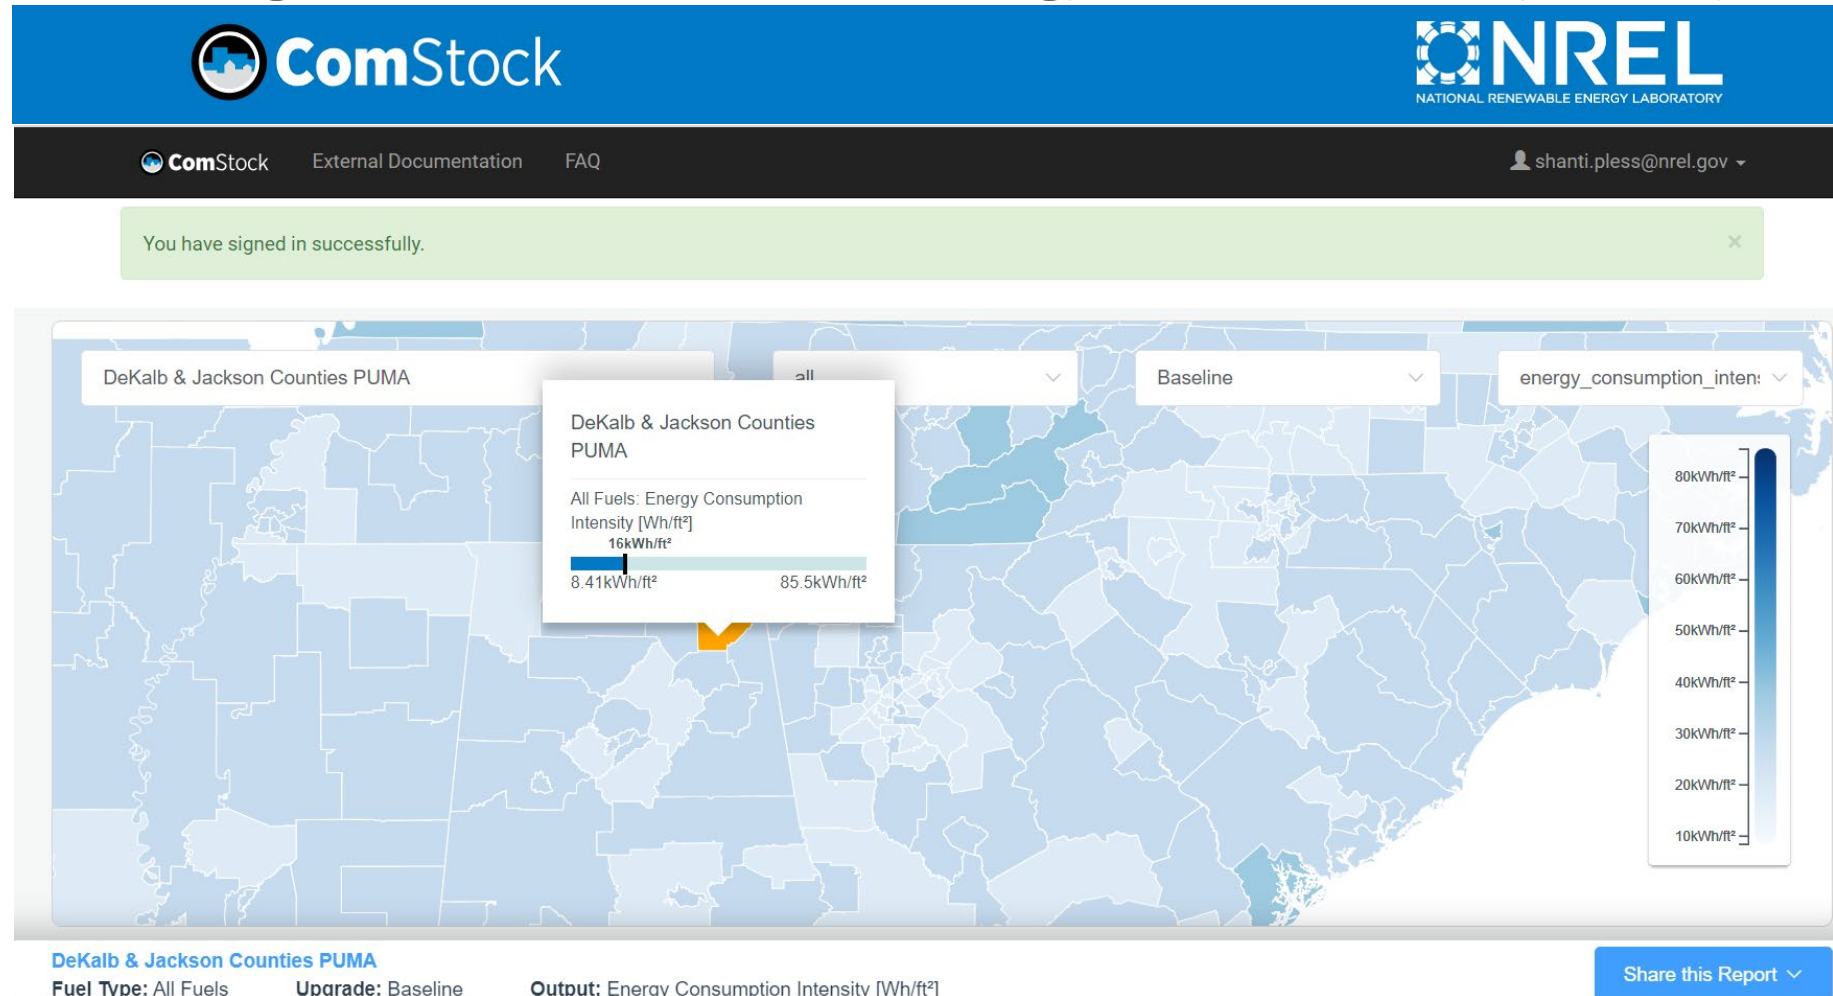 ComStock
NREL
NATIONAL RENEWABLE ENERGY LABORATORY
ComStock External Documentation FAQ shanti.pless@nrel.gov
You have signed in successfully. ×
DeKalb & Jackson Counties PUMA all Baseline energy_consumption_inten:
DeKalb & Jackson Counties
PUMA
All Fuels: Energy Consumption
Intensity [Wh/ft²]
16kWh/ft²
8.41kWh/ft² 85.5kWh/ft²
80kWh/ft²
70kWh/ft²
60kWh/ft²
50kWh/ft²
40kWh/ft²
30kWh/ft²
20kWh/ft²
10kWh/ft²
DeKalb & Jackson Counties PUMA
Share this Report
Fuel Type: All Fuels Upgrade: Baseline Output: Energy Consumption Intensity [Wh/ft²]